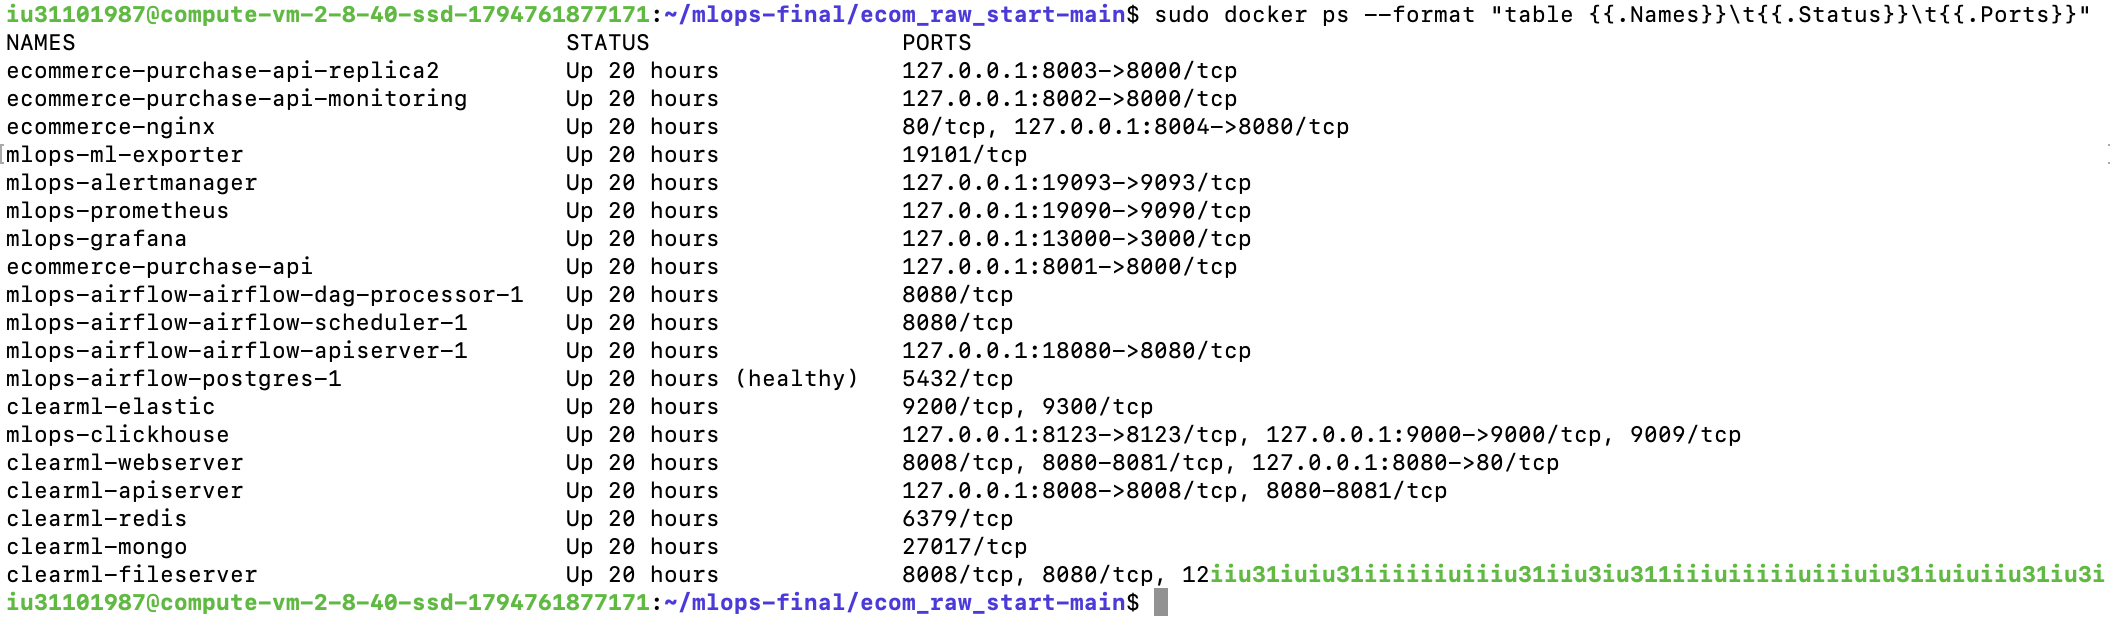 iu31101987@compute-vm-2-8-40-ssd-1794761877171:~/mlops-final/ecom_raw_start-main$ sudo docker ps --format "table {{.Names}}\t{{.Status}}\t{{.Ports}}"
NAMES STATUS PORTS
ecommerce-purchase-api-replica2 Up 20 hours 127.0.0.1:8003->8000/tcp
ecommerce-purchase-api-monitoring Up 20 hours 127.0.0.1:8002->8000/tcp
ecommerce-nginx Up 20 hours 80/tcp, 127.0.0.1:8004->8080/tcp
mlops-ml-exporter Up 20 hours 19101/tcp
mlops-alertmanager Up 20 hours 127.0.0.1:19093->9093/tcp
mlops-prometheus Up 20 hours 127.0.0.1:19090->9090/tcp
mlops-grafana Up 20 hours 127.0.0.1:13000->3000/tcp
ecommerce-purchase-api Up 20 hours 127.0.0.1:8001->8000/tcp
mlops-airflow-airflow-dag-processor-1 Up 20 hours 8080/tcp
mlops-airflow-airflow-scheduler-1 Up 20 hours 8080/tcp
mlops-airflow-airflow-apiserver-1 Up 20 hours 127.0.0.1:18080->8080/tcp
mlops-airflow-postgres-1 Up 20 hours (healthy) 5432/tcp
clearml-elastic Up 20 hours 9200/tcp, 9300/tcp
mlops-clickhouse Up 20 hours 127.0.0.1:8123->8123/tcp, 127.0.0.1:9000->9000/tcp, 9009/tcp
clearml-webserver Up 20 hours 8008/tcp, 8080-8081/tcp, 127.0.0.1:8080->80/tcp
clearml-apiserver Up 20 hours 127.0.0.1:8008->8008/tcp, 8080-8081/tcp
clearml-redis Up 20 hours 6379/tcp
clearml-mongo Up 20 hours 27017/tcp
clearml-fileserver Up 20 hours 8008/tcp, 8080/tcp, 12iiu31iuiu31iiiiiiuiiiu31iiu3iu311iiiuiiiiiuiiiuiu31iuiuiiu31iu3i
iu31101987@compute-vm-2-8-40-ssd-1794761877171:~/mlops-final/ecom_raw_start-main$